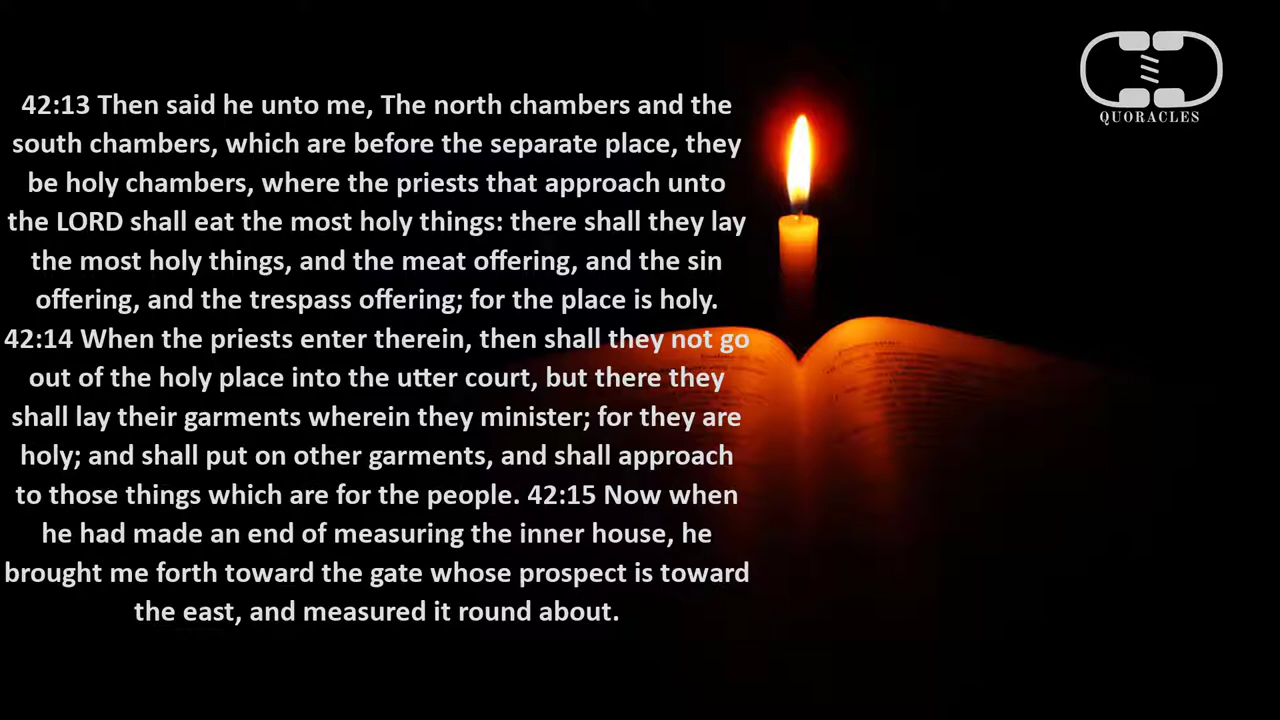 42:13 Then said he unto me, The north chambers and the
south chambers, which are before the separate place, they
be holy chambers, where the priests that approach unto
the LORD shall eat the most holy things: there shall they lay
the most holy things, and the meat offering, and the sin
offering, and the trespass offering; for the place is holy.
42:14 When the priests enter therein, then shall they not go
out of the holy place into the utter court, but there they
shall lay their garments wherein they minister; for they are
holy; and shall put on other garments, and shall approach
to those things which are for the people. 42:15 Now when
he had made an end of measuring the inner house, he
brought me forth toward the gate whose prospect is toward
the east, and measured it round about.
QUORACLES